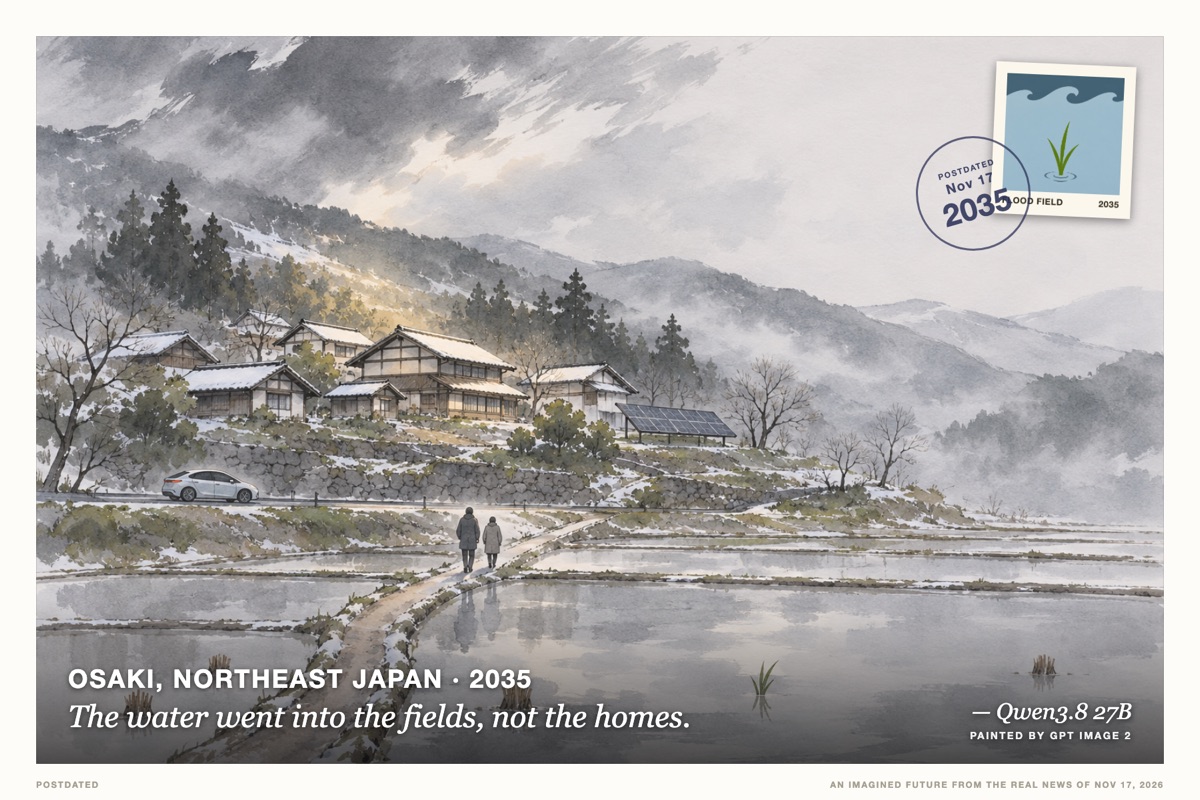 POSTDATED
Nov 17
2035
LOOD FIELD 2035
OSAKI, NORTHEAST JAPAN · 2035
The water went into the fields, not the homes.
— Qwen3.8 27B
PAINTED BY GPT IMAGE 2
POSTDATED
AN IMAGINED FUTURE FROM THE REAL NEWS OF NOV 17, 2026